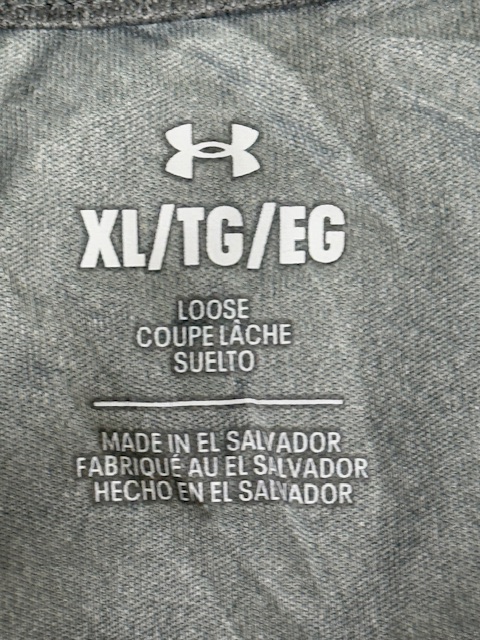 XL/TG/EG
LOOSE
COUPE LÂCHE
SUELTO
MADE IN EL SALVADOR
FABRIQUÉ AU EL SALVADOR
HECHO EN EL SALVADOR